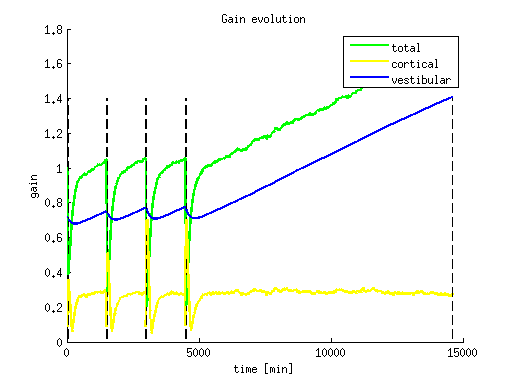 Gain evolution
1.8
1.6
1.4
1.2
1
0.8
0.6
0.4
0.2
0
gain
total
cortical
vestibular
0
5000
10000
15000
time [min]